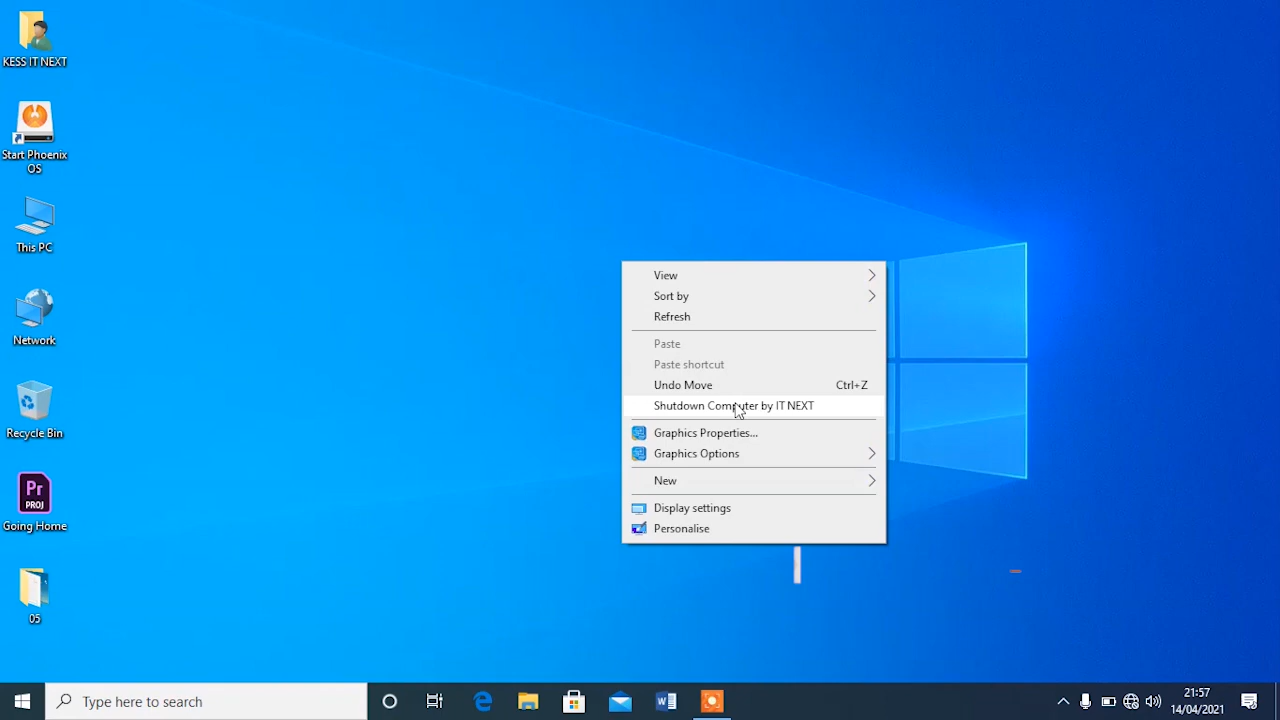 KESS IT NEXT
Start Phoenix
OS
This PC
Network
Recycle Bin
Pr
PROJ
Going Home
05
View
Sort by
Refresh
Paste
Paste shortcut
Undo Move Ctrl+Z
Shutdown Computer by IT NEXT
Graphics Properties...
Graphics Options
New
Display settings
Personalise
Type here to search
21:57
14/04/2021